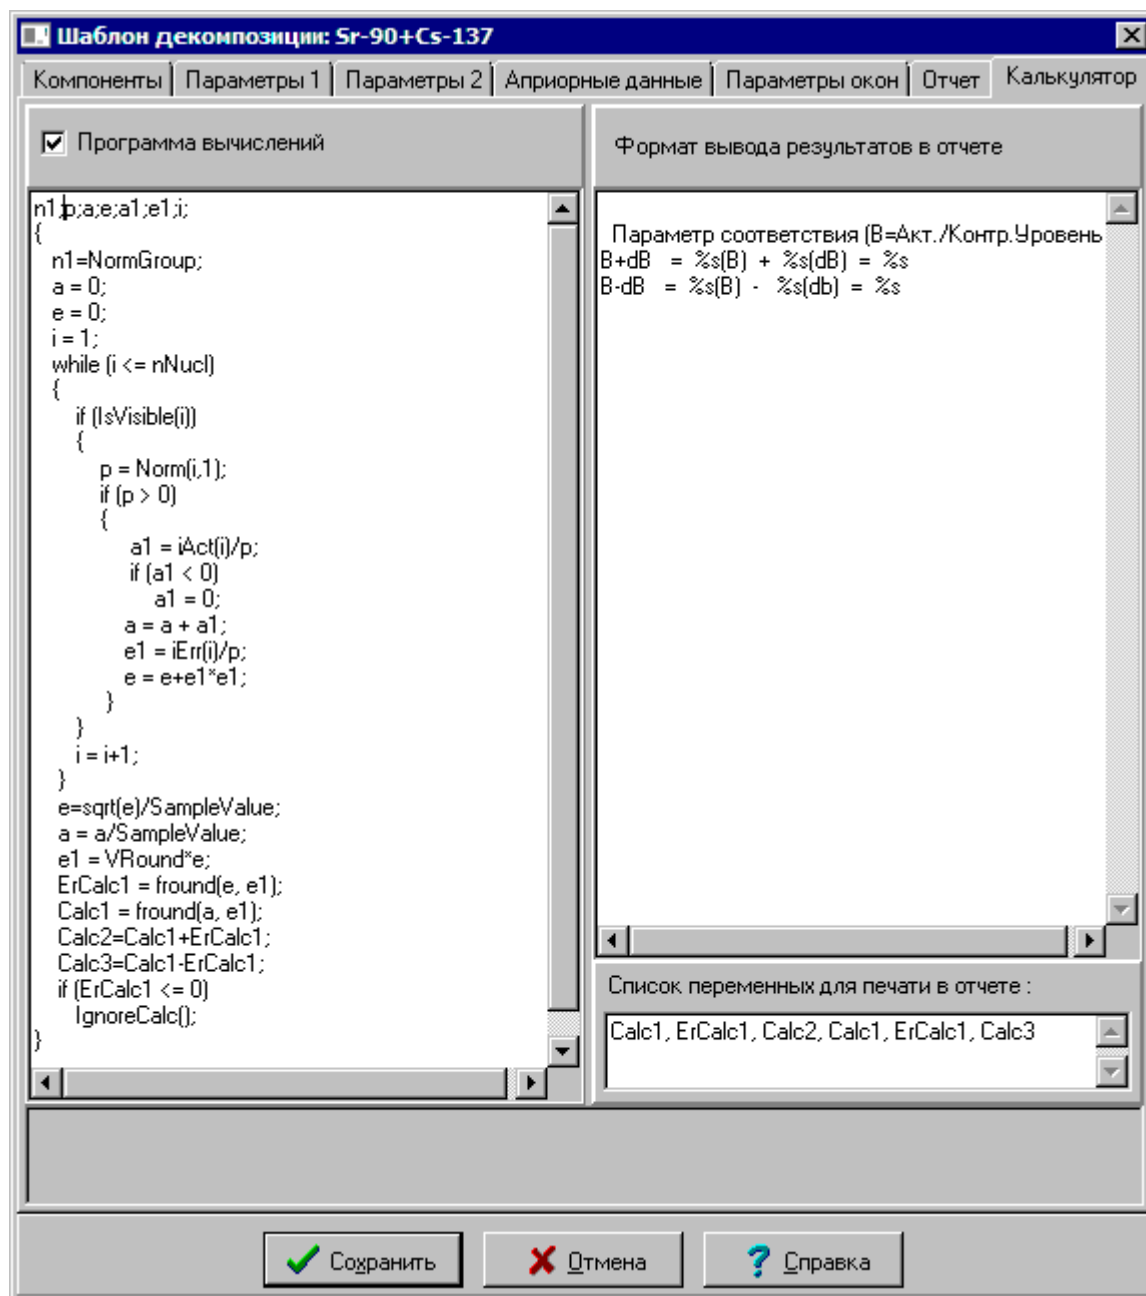 Шаблон декомпозиции: Sr-90+Cs-137
Компоненты Параметры 1 Параметры 2 Априорные данные Параметры окон Отчет Калькулятор
Программа вычислений
n1;p;a;e;a1;e1;i;
{
n1=NormGroup;
a = 0;
e = 0;
i = 1;
while (i <= nNucl)
{
if (IsVisible(i))
{
p = Norm(i,1);
if (p > 0)
{
a1 = iAct(i)/p;
if (a1 < 0)
a1 = 0;
a = a + a1;
e1 = iErr(i)/p;
e = e+e1*e1;
}
}
i = i+1;
}
e=sqrt(e)/SampleValue;
a = a/SampleValue;
e1 = VRound*e;
ErCalc1 = fround(e, e1);
Calc1 = fround(a, e1);
Calc2=Calc1+ErCalc1;
Calc3=Calc1-ErCalc1;
if (ErCalc1 <= 0)
IgnoreCalc();
}
Формат вывода результатов в отчете
Параметр соответствия (B=Акт./Контр.Уровень
B+dB = %s(B) + %s(dB) = %s
B-dB = %s(B) - %s(db) = %s
Список переменных для печати в отчете :
Calc1, ErCalc1, Calc2, Calc1, ErCalc1, Calc3
Сохранить Отмена Справка